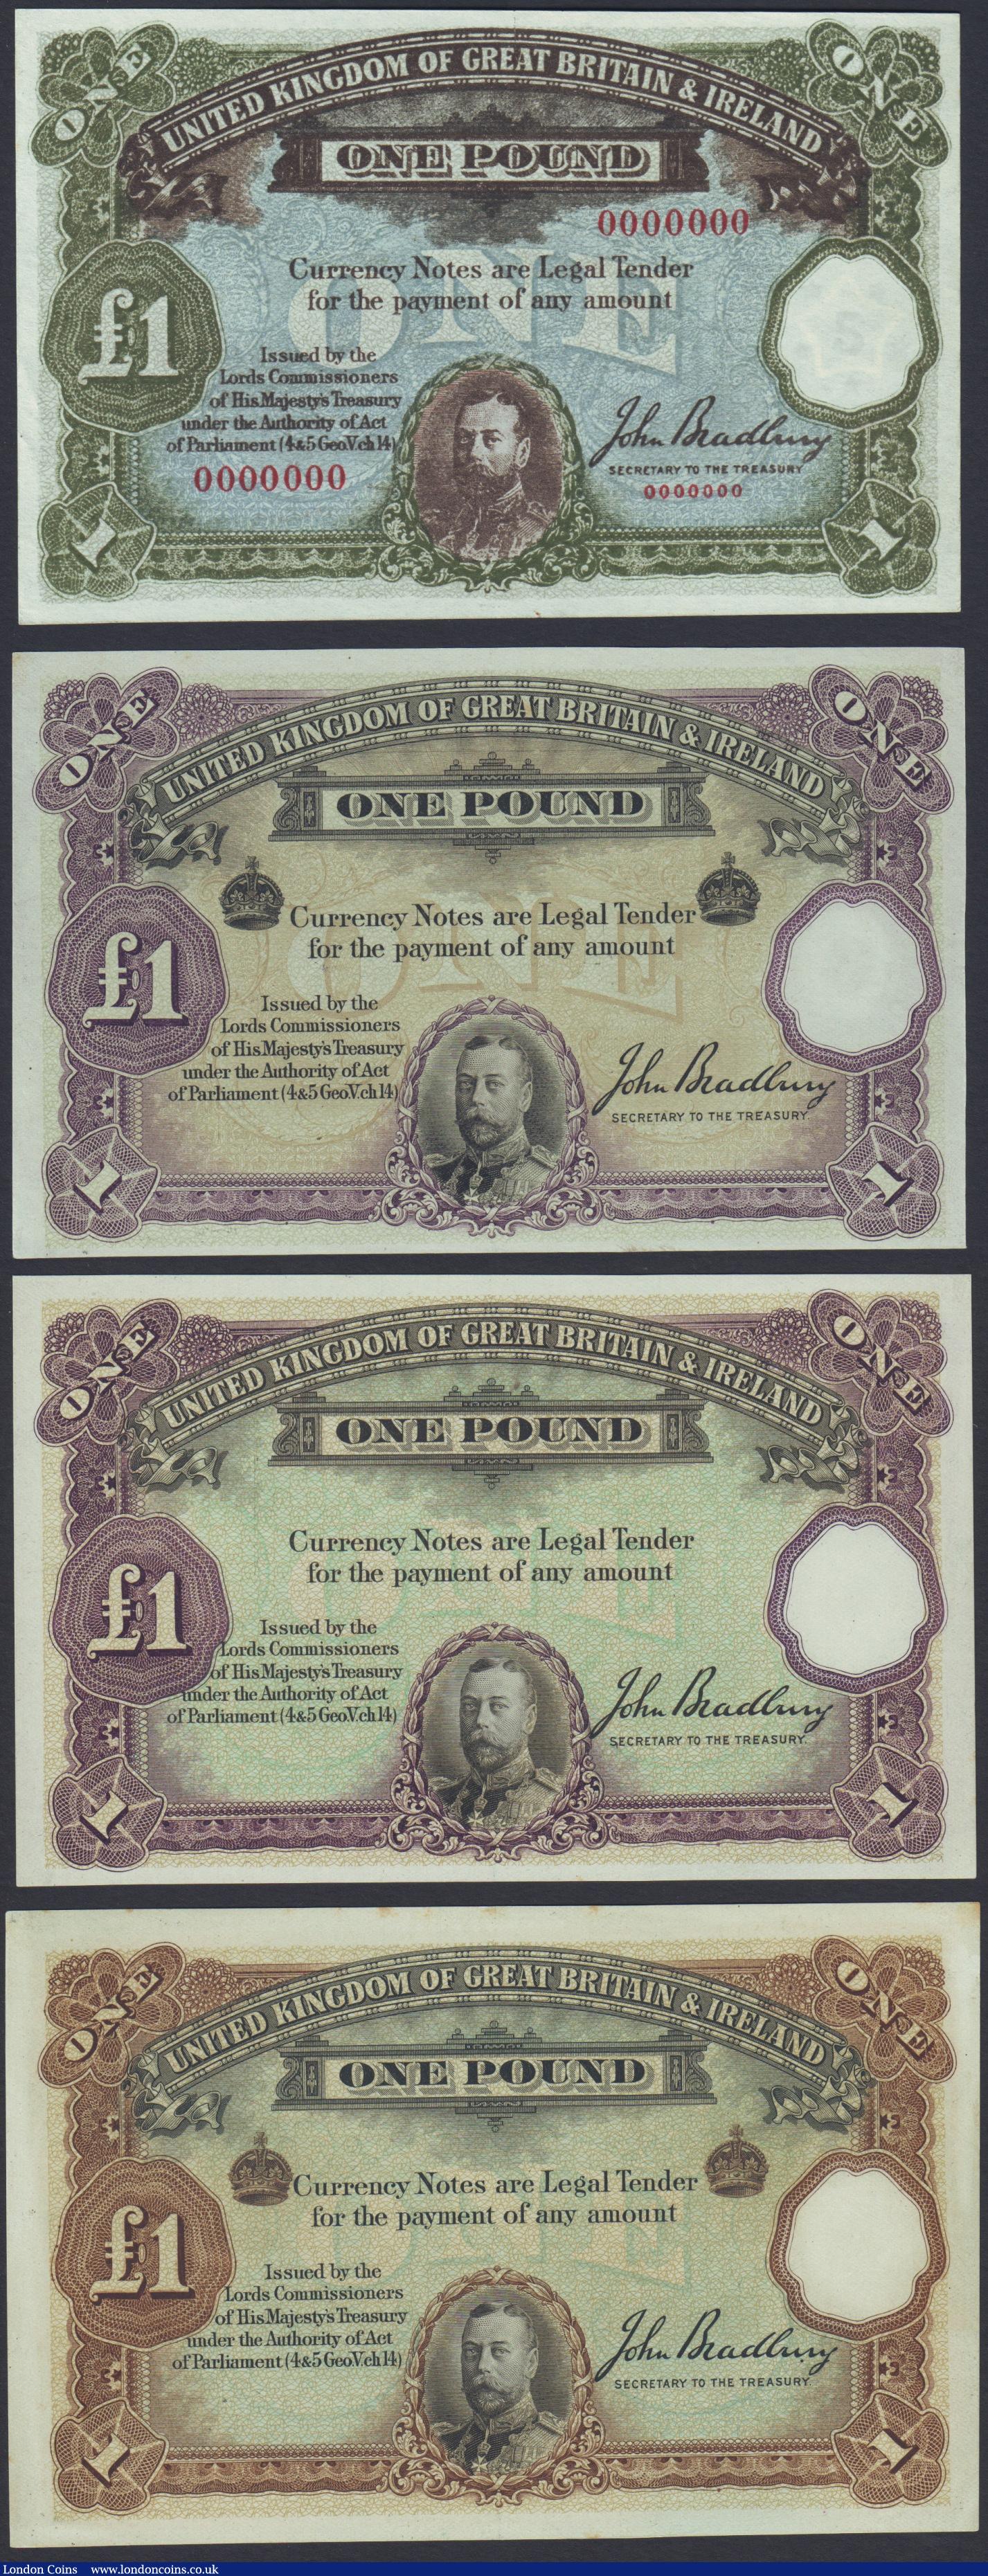 ONE
ONE
UNITED KINGDOM OF GREAT BRITAIN & IRELAND
ONE POUND
0000000
ONE
Currency Notes are Legal Tender
for the payment of any amount
£1
Issued by the
Lords Commissioners
of His Majesty's Treasury
under the Authority of Act
of Parliament (4&5 Geo.V.ch14)
0000000
John Bradbury
SECRETARY TO THE TREASURY
0000000
1
1
ONE
ONE
UNITED KINGDOM OF GREAT BRITAIN & IRELAND
ONE POUND
ONE
Currency Notes are Legal Tender
for the payment of any amount
£1
Issued by the
Lords Commissioners
of His Majesty's Treasury
under the Authority of Act
of Parliament (4&5 Geo.V.ch14)
John Bradbury
SECRETARY TO THE TREASURY.
1
1
ONE
ONE
UNITED KINGDOM OF GREAT BRITAIN & IRELAND
ONE POUND
ONE
Currency Notes are Legal Tender
for the payment of any amount
£1
Issued by the
Lords Commissioners
of His Majesty's Treasury
under the Authority of Act
of Parliament (4&5 Geo.V.ch14)
John Bradbury
SECRETARY TO THE TREASURY.
1
1
ONE
ONE
UNITED KINGDOM OF GREAT BRITAIN & IRELAND
ONE POUND
ONE
Currency Notes are Legal Tender
for the payment of any amount
£1
Issued by the
Lords Commissioners
of His Majesty's Treasury
under the Authority of Act
of Parliament (4&5 Geo.V.ch14)
John Bradbury
SECRETARY TO THE TREASURY.
1
1
London Coins www.londoncoins.co.uk